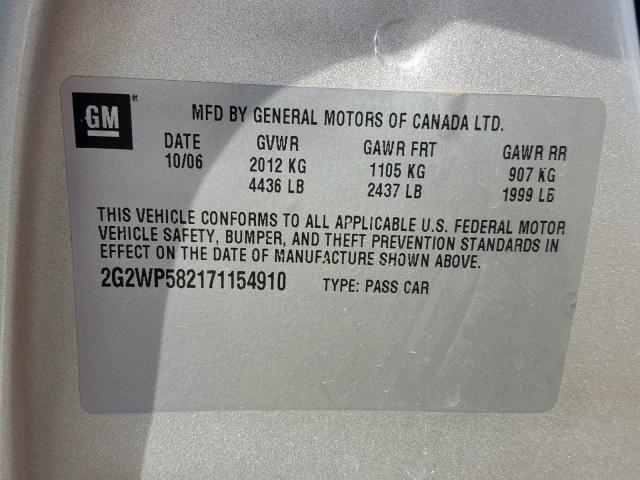 GM ®
MFD BY GENERAL MOTORS OF CANADA LTD.
DATE GVWR GAWR FRT GAWR RR
10/06 2012 KG 1105 KG 907 KG
4436 LB 2437 LB 1999 LB
THIS VEHICLE CONFORMS TO ALL APPLICABLE U.S. FEDERAL MOTOR
VEHICLE SAFETY, BUMPER, AND THEFT PREVENTION STANDARDS IN
EFFECT ON THE DATE OF MANUFACTURE SHOWN ABOVE.
2G2WP582171154910 TYPE: PASS CAR